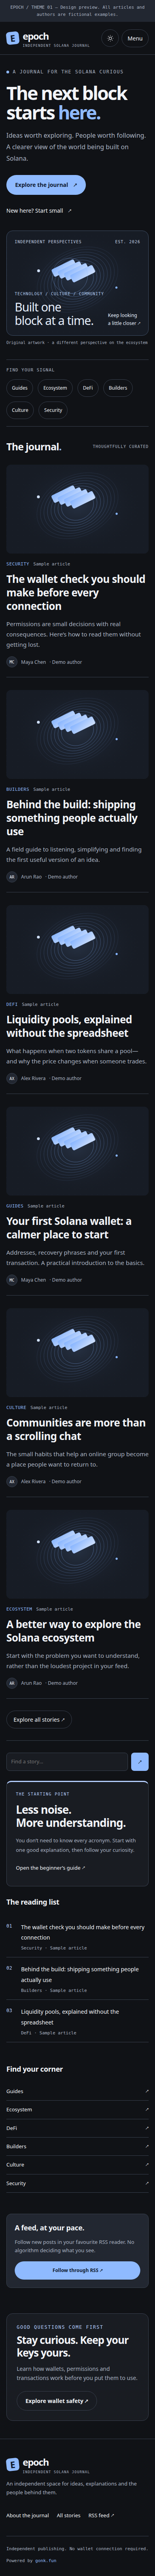 EPOCH / THEME 01 — Design preview. All articles and
authors are fictional examples.
E epoch
INDEPENDENT SOLANA JOURNAL
Menu
A JOURNAL FOR THE SOLANA CURIOUS
The next block
starts here.
Ideas worth exploring. People worth following.
A clearer view of the world being built on
Solana.
Explore the journal ↗
New here? Start small ↗
INDEPENDENT PERSPECTIVES
EST. 2026
TECHNOLOGY / CULTURE / COMMUNITY
Built one
block at a time.
Keep looking
a little closer ↗
Original artwork · a different perspective on the ecosystem
FIND YOUR SIGNAL
Guides
Ecosystem
DeFi
Builders
Culture
Security
The journal.
THOUGHTFULLY CURATED
SECURITY Sample article
The wallet check you should
make before every
connection
Permissions are small decisions with real
consequences. Here's how to read them without
getting lost.
MC Maya Chen · Demo author
BUILDERS Sample article
Behind the build: shipping
something people actually
use
A field guide to listening, simplifying and finding
the first useful version of an idea.
AR Arun Rao · Demo author
DEFI Sample article
Liquidity pools, explained
without the spreadsheet
What happens when two tokens share a pool—
and why the price changes when someone trades.
AR Alex Rivera · Demo author
GUIDES Sample article
Your first Solana wallet: a
calmer place to start
Addresses, recovery phrases and your first
transaction. A practical introduction to the basics.
MC Maya Chen · Demo author
CULTURE Sample article
Communities are more than
a scrolling chat
The small habits that help an online group become
a place people want to return to.
AR Alex Rivera · Demo author
ECOSYSTEM Sample article
A better way to explore the
Solana ecosystem
Start with the problem you want to understand,
rather than the loudest project in your feed.
AR Arun Rao · Demo author
Explore all stories ↗
Find a story...
↗
THE STARTING POINT
Less noise.
More understanding.
You don't need to know every acronym. Start with
one good explanation, then follow your curiosity.
Open the beginner's guide ↗
The reading list
01 The wallet check you should make before every
connection
Security · Sample article
02 Behind the build: shipping something people
actually use
Builders · Sample article
03 Liquidity pools, explained without the
spreadsheet
DeFi · Sample article
Find your corner
Guides ↗
Ecosystem ↗
DeFi ↗
Builders ↗
Culture ↗
Security ↗
A feed, at your pace.
Follow new posts in your favourite RSS reader. No
algorithm deciding what you see.
Follow through RSS ↗
GOOD QUESTIONS COME FIRST
Stay curious. Keep your
keys yours.
Learn how wallets, permissions and
transactions work before you put them to use.
Explore wallet safety ↗
E epoch
INDEPENDENT SOLANA JOURNAL
An independent space for ideas, explanations and the
people behind them.
About the journal
All stories
RSS feed ↗
Independent publishing. No wallet connection required.
Powered by gonk.fun